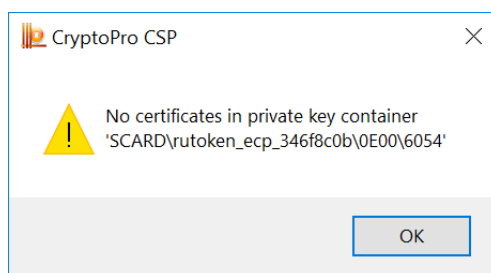 CryptoPro CSP
No certificates in private key container
'SCARD\rutoken_ecp_346f8c0b\0E00\6054'
OK